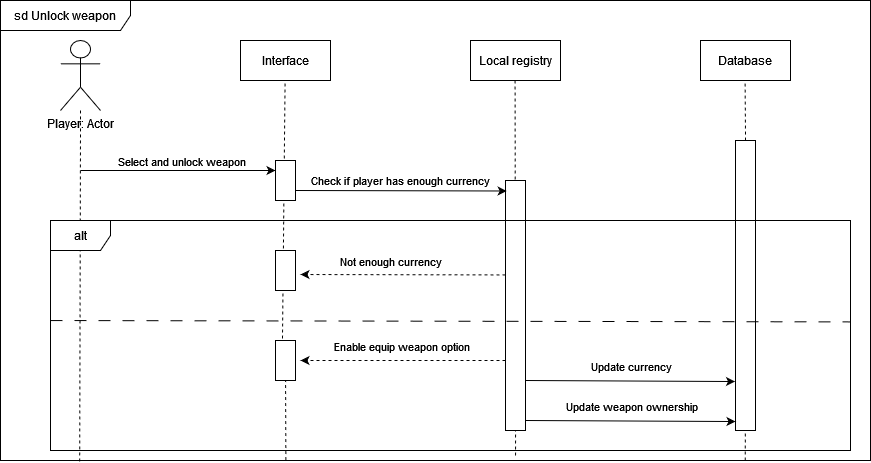 sd Unlock weapon
Interface
Local registry
Database
Player: Actor
Select and unlock weapon
Check if player has enough currency
alt
Not enough currency
Enable equip weapon option
Update currency
Update weapon ownership